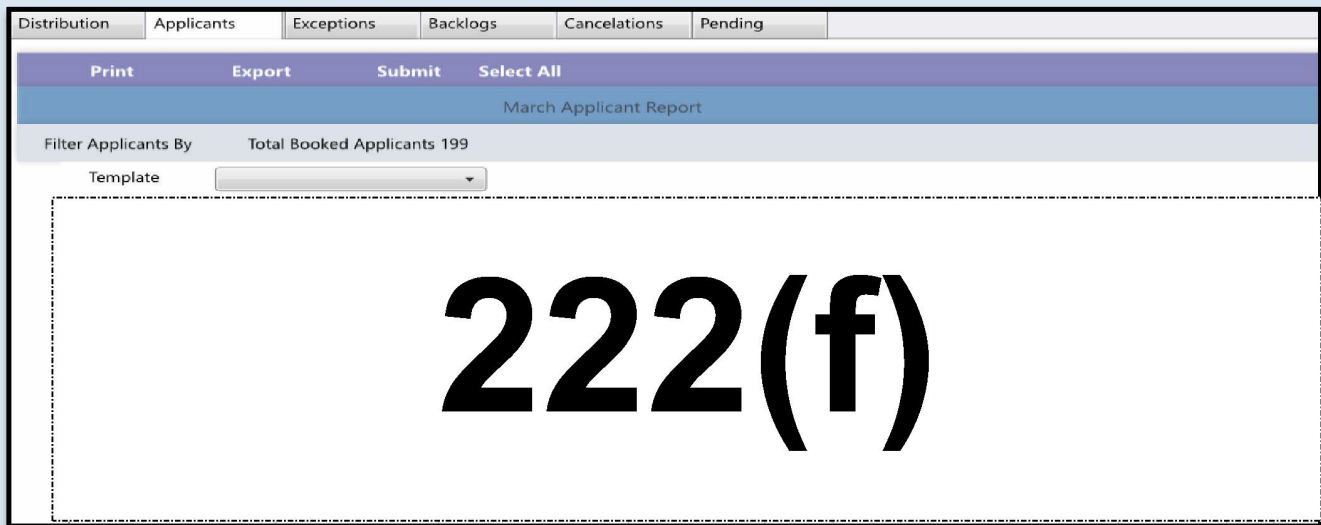 Distribution Applicants Exceptions Backlogs Cancelations Pending
Print Export Submit Select All
March Applicant Report
Filter Applicants By Total Booked Applicants 199
Template
222(f)